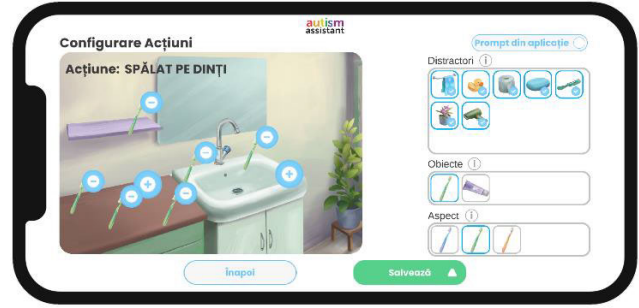 autism
assistant
Configurare Acțiuni
Prompt din aplicație
Acțiune: SPĂLAT PE DINȚI
Distractori i
Obiecte i
Aspect i
Înapoi
Salvează